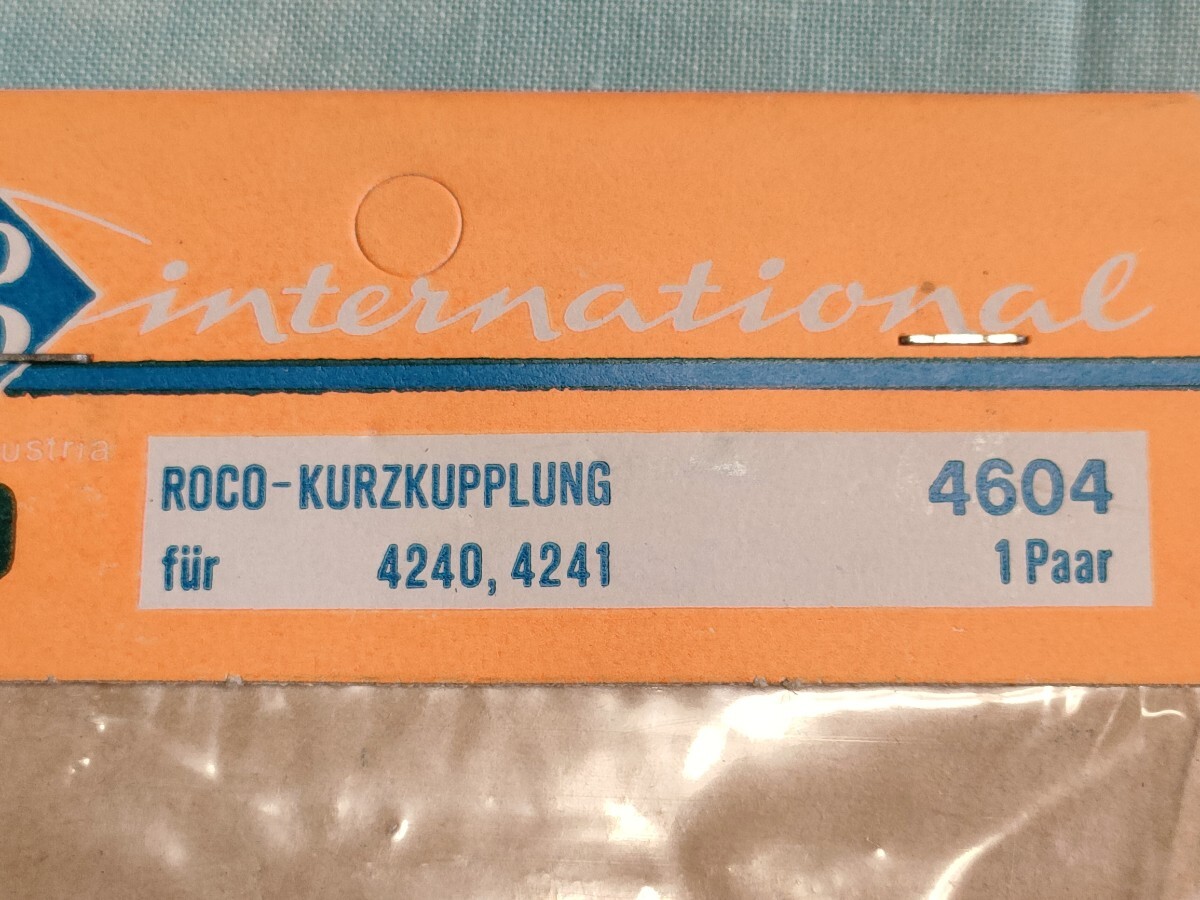 international
ustria
ROCO-KURZKUPPLUNG 4604
für 4240, 4241 1 Paar